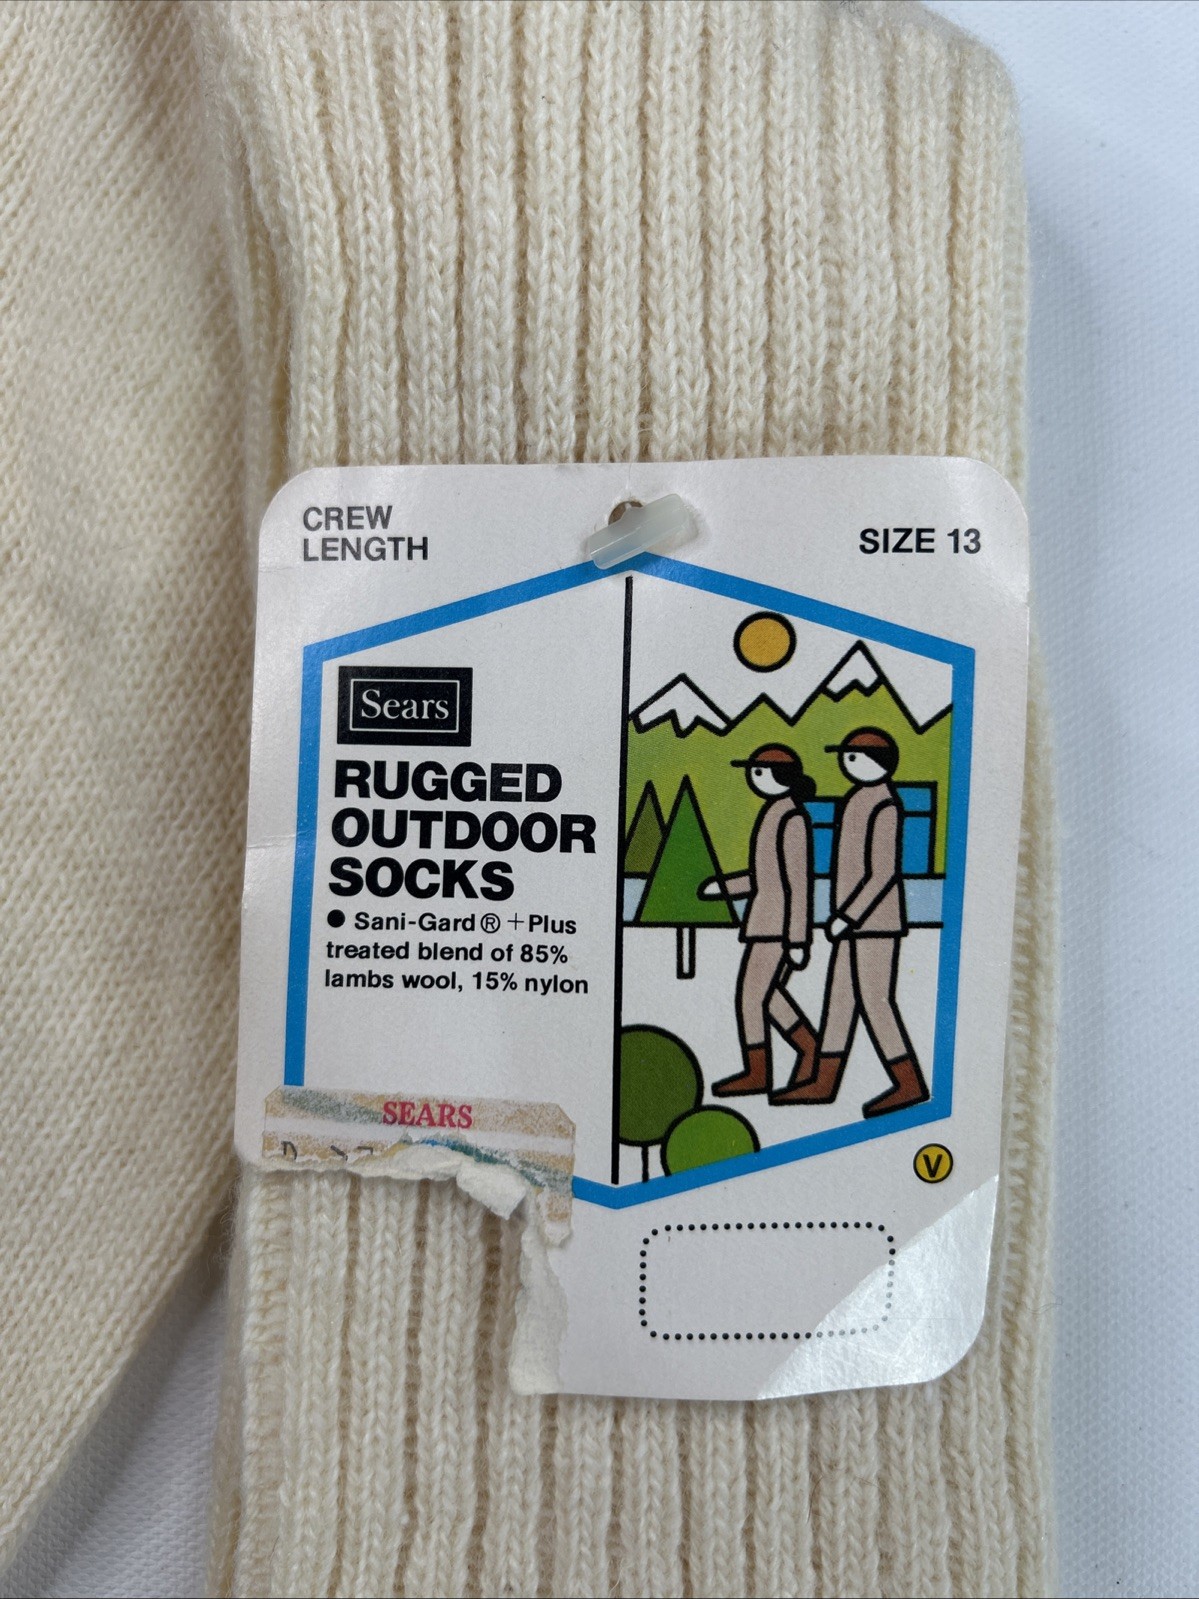 CREW
LENGTH
SIZE 13
Sears
RUGGED
OUTDOOR
SOCKS
● Sani-Gard® +Plus
treated blend of 85%
lambs wool, 15% nylon
SEARS
V